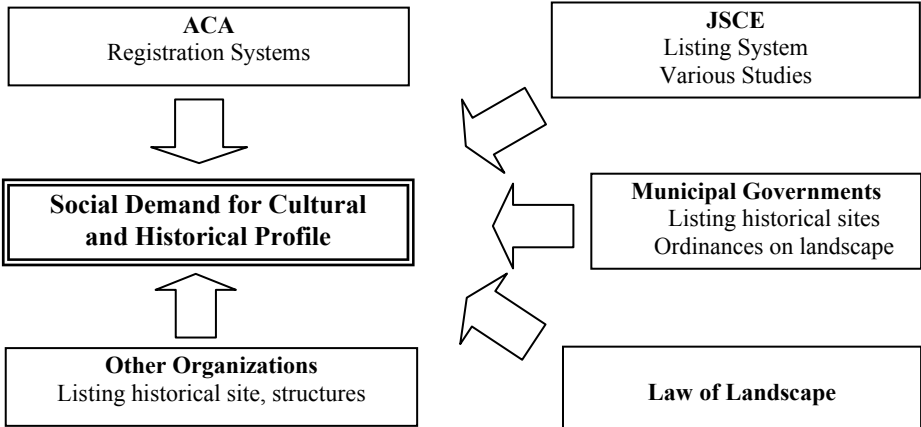 ACA
Registration Systems
JSCE
Listing System
Various Studies
Social Demand for Cultural
and Historical Profile
Municipal Governments
Listing historical sites
Ordinances on landscape
Other Organizations
Listing historical site, structures
Law of Landscape